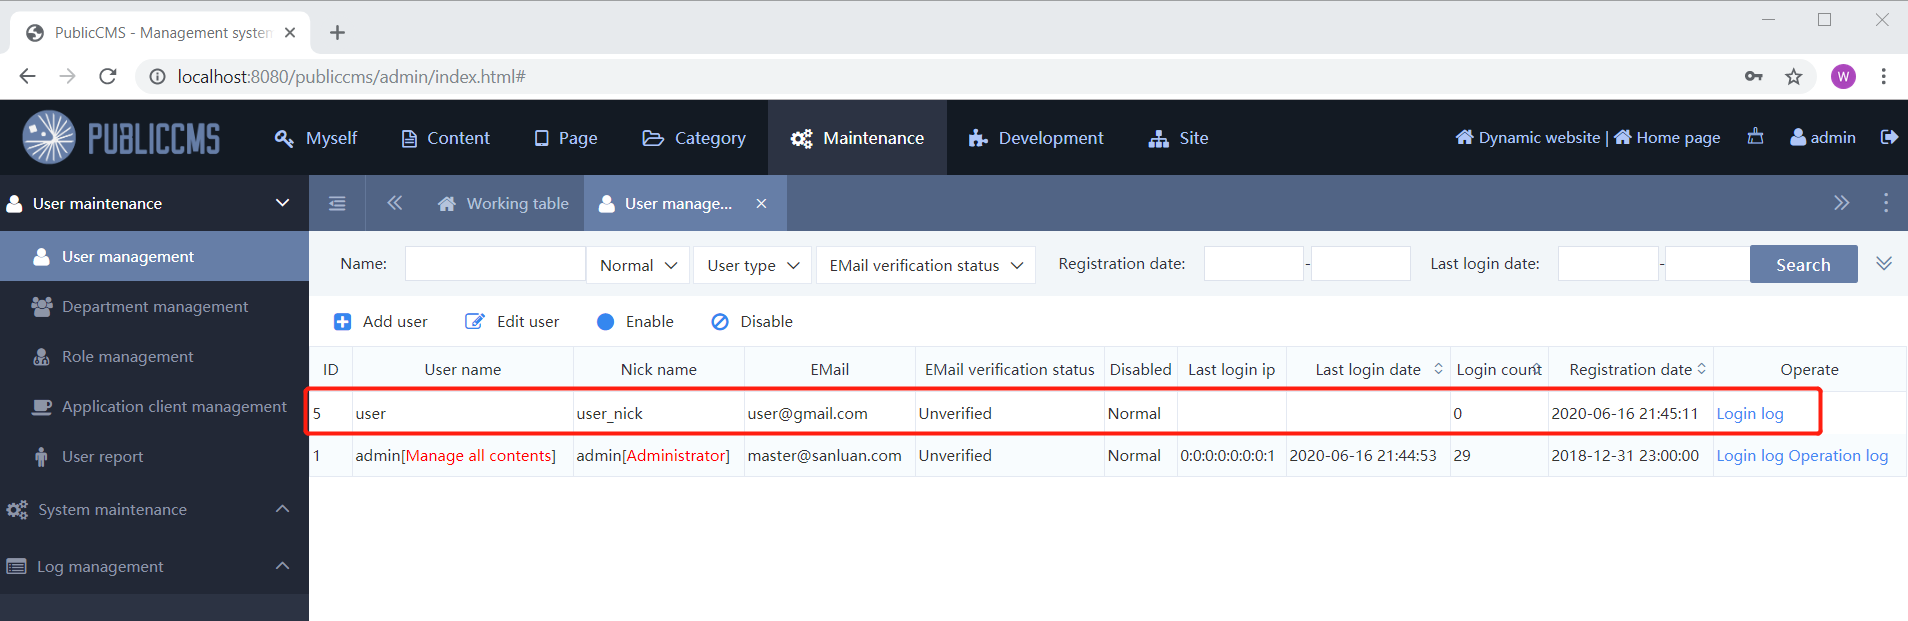 PublicCMS - Management system
localhost:8080/publiccms/admin/index.html#
W
PUBLICCMS
Myself
Content
Page
Category
Maintenance
Development
Site
Dynamic website | Home page
admin
User maintenance
Working table
User manage...
User management
Department management
Role management
Application client management
User report
System maintenance
Log management
Name:
Normal
User type
EMail verification status
Registration date:
-
Last login date:
-
Search
Add user
Edit user
Enable
Disable
ID User name Nick name EMail EMail verification status Disabled Last login ip Last login date Login count Registration date Operate
5 user user_nick user@gmail.com Unverified Normal 0 2020-06-16 21:45:11 Login log
1 admin[Manage all contents] admin[Administrator] master@sanluan.com Unverified Normal 0:0:0:0:0:0:0:1 2020-06-16 21:44:53 29 2018-12-31 23:00:00 Login log Operation log